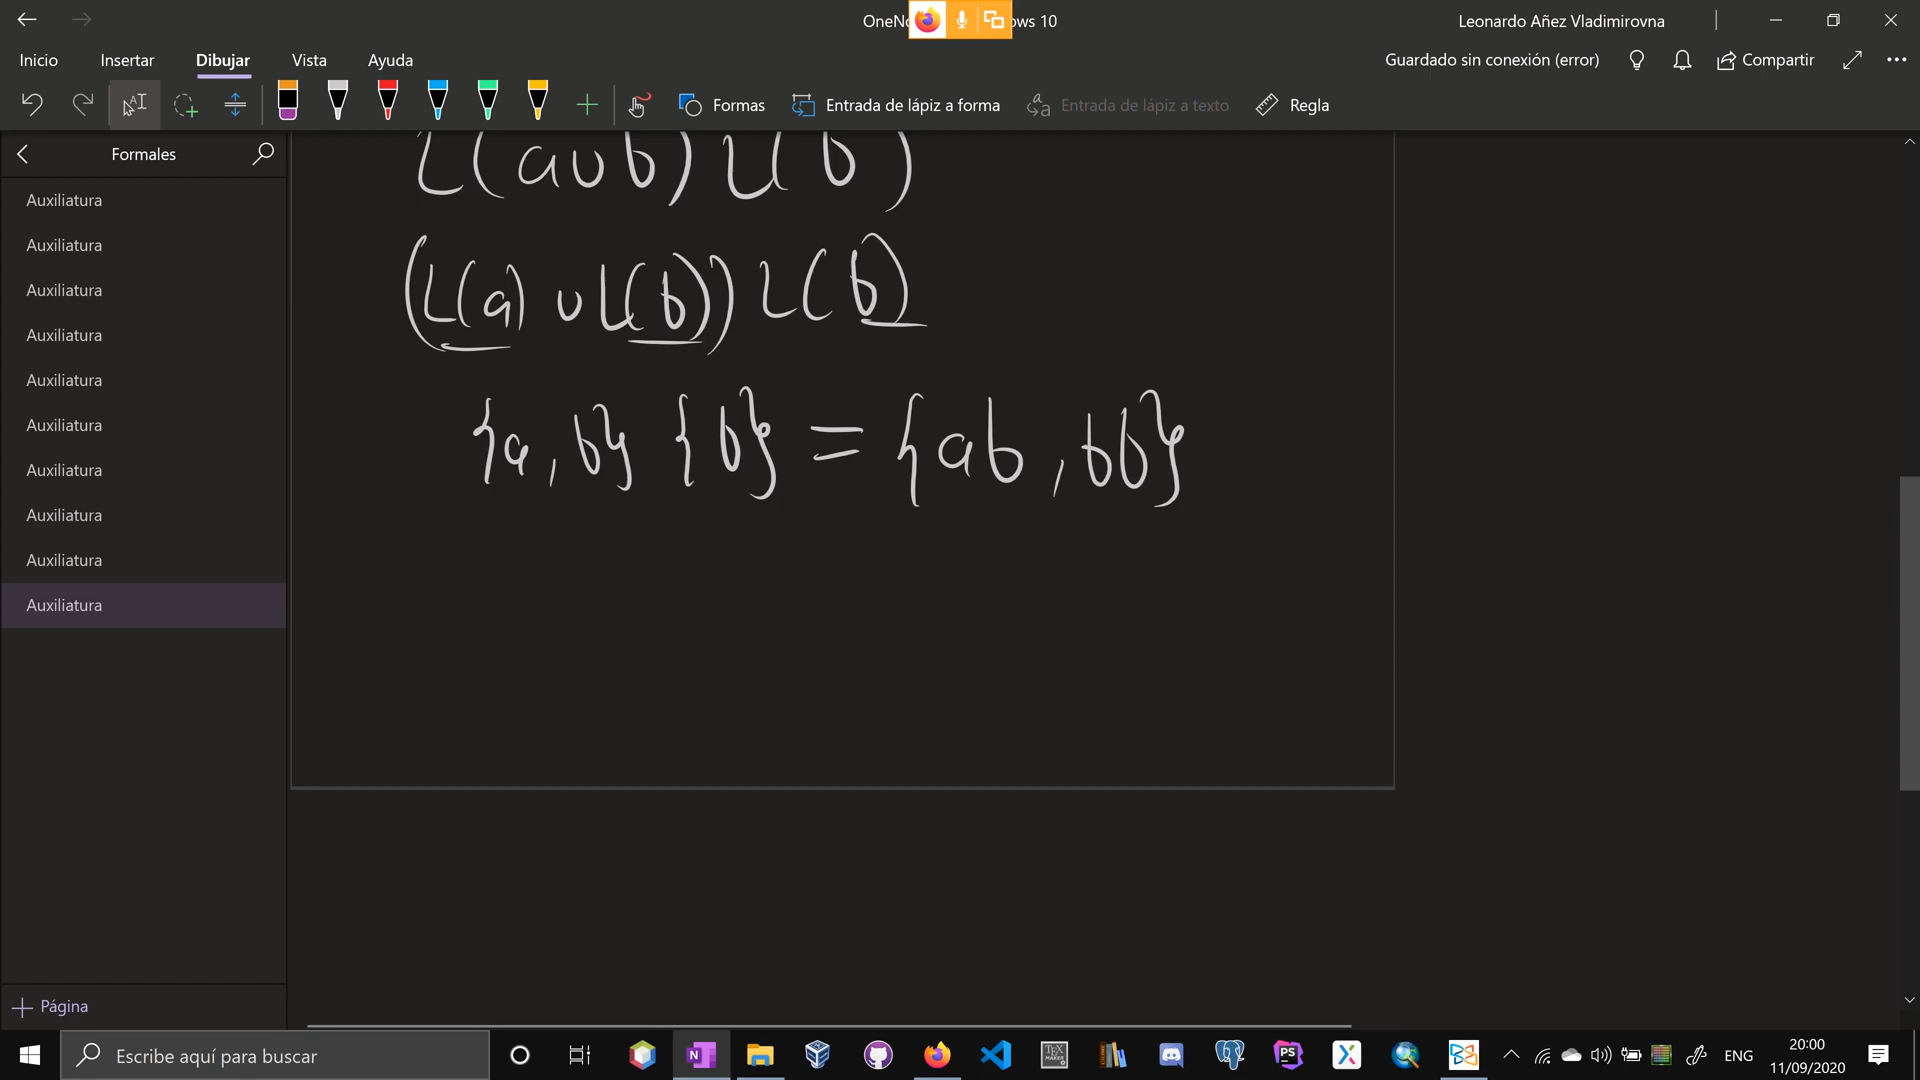 OneNo
ows 10
Leonardo Añez Vladimirovna
Inicio
Insertar
Dibujar
Vista
Ayuda
Guardado sin conexión (error)
Compartir
Formas
Entrada de lápiz a forma
Entrada de lápiz a texto
Regla
Formales
Auxiliatura
Auxiliatura
Auxiliatura
Auxiliatura
Auxiliatura
Auxiliatura
Auxiliatura
Auxiliatura
Auxiliatura
Auxiliatura
L(a∪b) L(b)
(L(a) ∪ L(b)) L(b)
{a, b} {b} = {ab, bb}
Página
Escribe aquí para buscar
ENG
20:00
11/09/2020